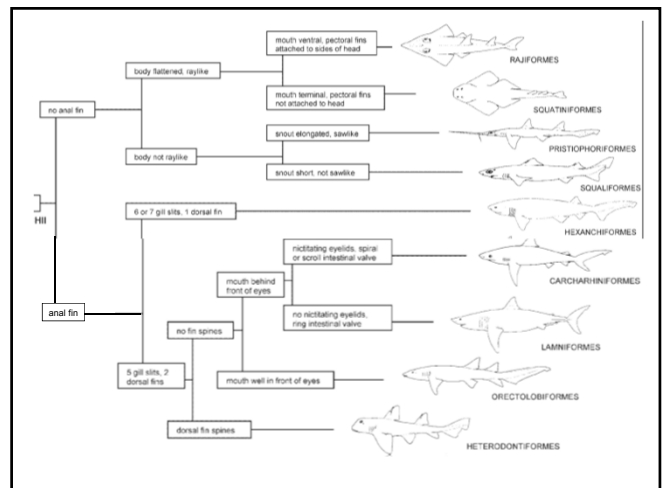 mouth ventral, pectoral fins
attached to sides of head
RAJIFORMES
body flattened, raylike
mouth terminal, pectoral fins
not attached to head
SQUATINIFORMES
no anal fin
snout elongated, sawlike
PRISTIOPHORIFORMES
body not raylike
snout short, not sawlike
SQUALIFORMES
HII
6 or 7 gill slits, 1 dorsal fin
HEXANCHIFORMES
nictitating eyelids, spiral
or scroll intestinal valve
CARCHARHINIFORMES
mouth behind
front of eyes
anal fin
no nictitating eyelids,
ring intestinal valve
LAMNIFORMES
no fin spines
5 gill slits, 2
dorsal fins
mouth well in front of eyes
ORECTOLOBIFORMES
dorsal fin spines
HETERODONTIFORMES